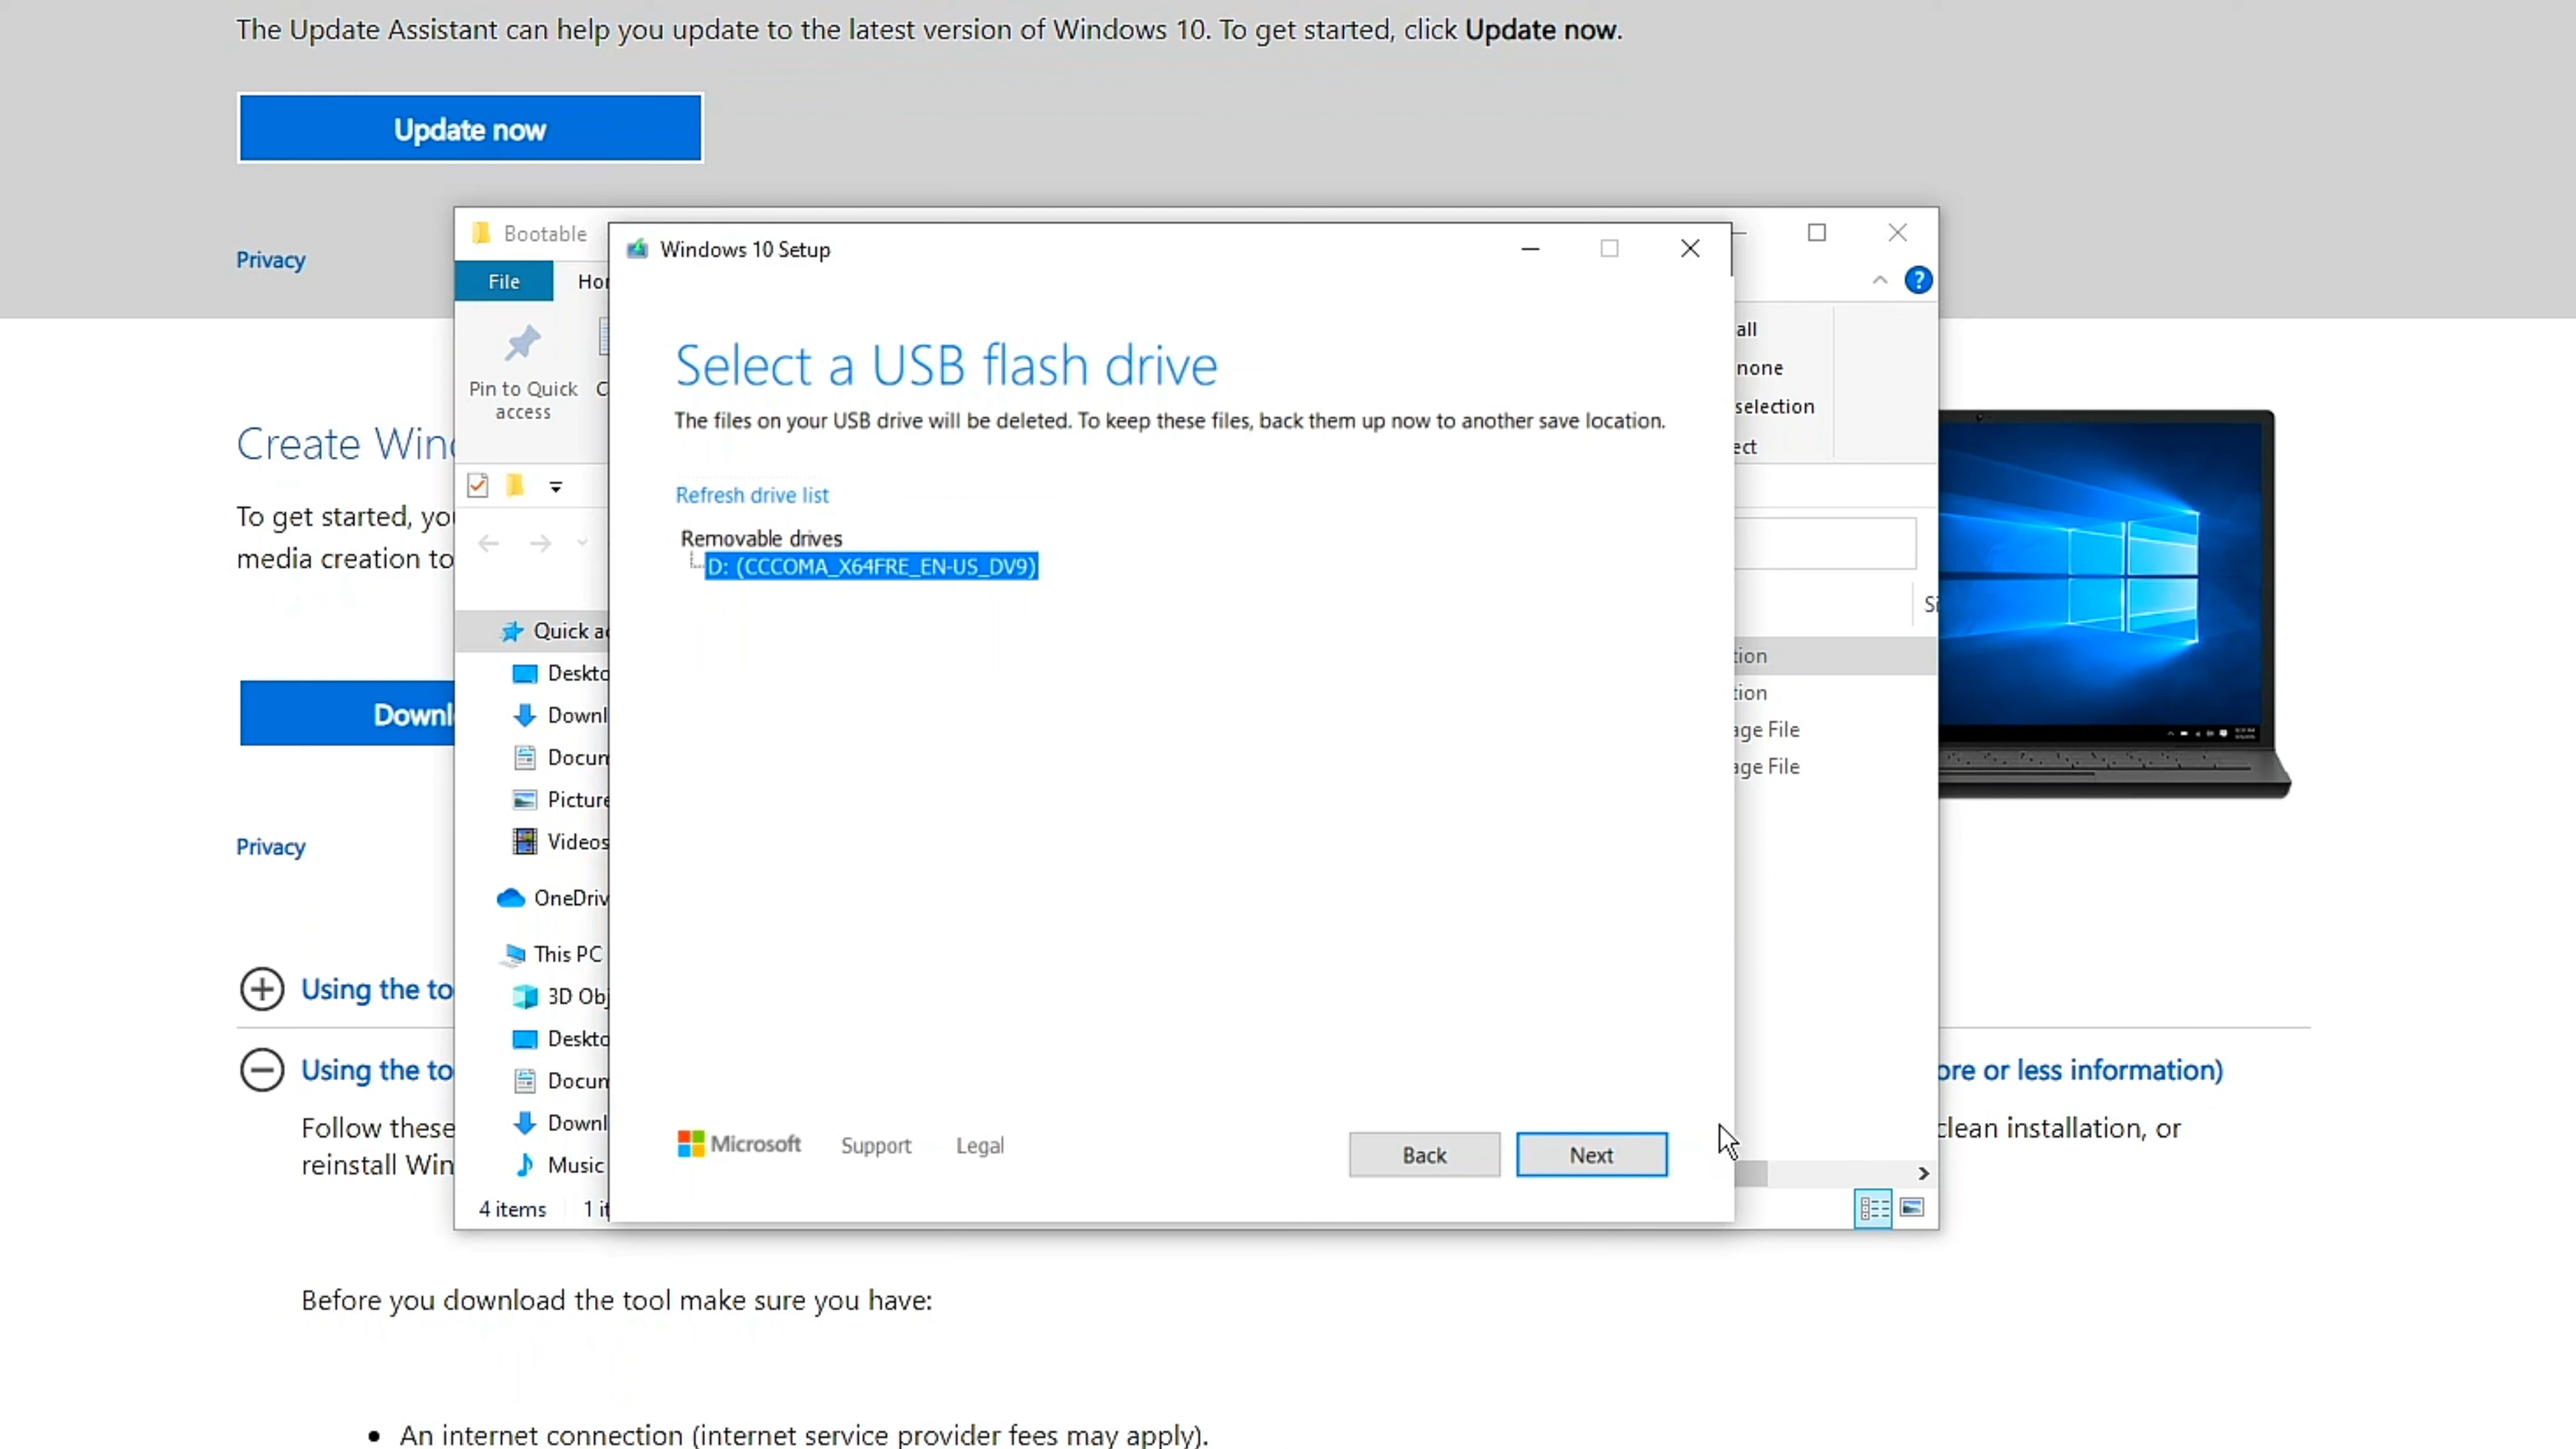 The Update Assistant can help you update to the latest version of Windows 10. To get started, click Update now.
Update now
Privacy
Bootable
Windows 10 Setup
File
Hor
?
Pin to Quick
access
C
all
none
selection
ect
Select a USB flash drive
The files on your USB drive will be deleted. To keep these files, back them up now to another save location.
Create Wind
To get started, you
media creation to
Refresh drive list
Removable drives
D: (CCCOMA_X64FRE_EN-US_DV9)
Si
Quick ac
Deskto
Downl
Docum
Picture
Videos
OneDriv
This PC
3D Obj
Deskto
Docum
Downl
Music
tion
tion
age File
age File
Downl
Privacy
Using the to
Using the to
ore or less information)
Follow these
clean installation, or
reinstall Win
Microsoft
Support
Legal
Back
Next
4 items
1 it
Before you download the tool make sure you have:
• An internet connection (internet service provider fees may apply).